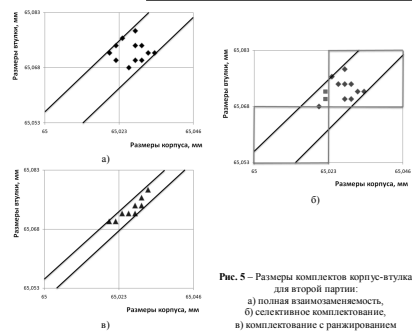 Размеры втулки, мм
65,083
65,068
65,053
65
65,023
65,046
Размеры корпуса, мм
а)
Размеры втулки, мм
65,083
65,068
65,053
65
65,023
65,046
Размеры корпуса, мм
б)
Размеры втулки, мм
65,083
65,068
65,053
65
65,023
65,046
Размеры корпуса, мм
в)
Рис. 5 – Размеры комплектов корпус-втулка
для второй партии:
а) полная взаимозаменяемость,
б) селективное комплектование,
в) комплектование с ранжированием